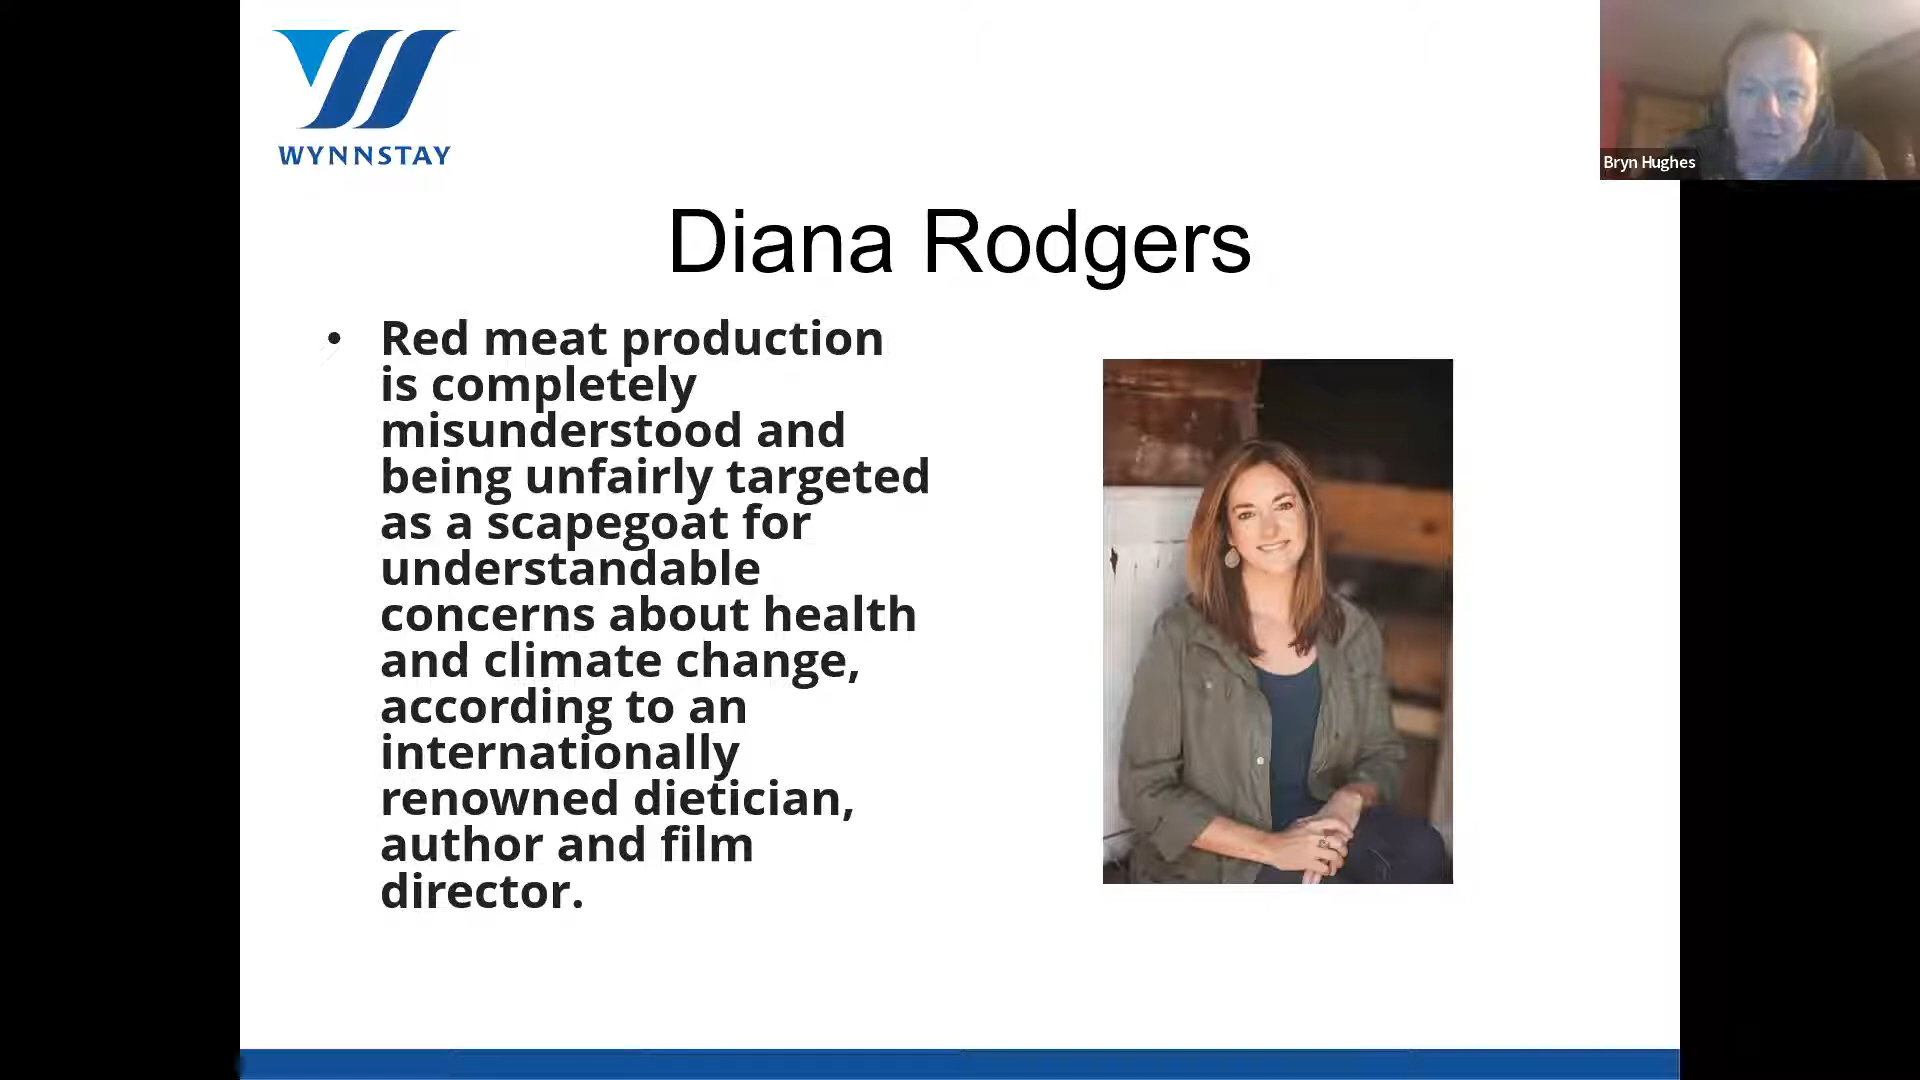 WYNNSTAY
Bryn Hughes
Diana Rodgers
• Red meat production
is completely
misunderstood and
being unfairly targeted
as a scapegoat for
understandable
concerns about health
and climate change,
according to an
internationally
renowned dietician,
author and film
director.